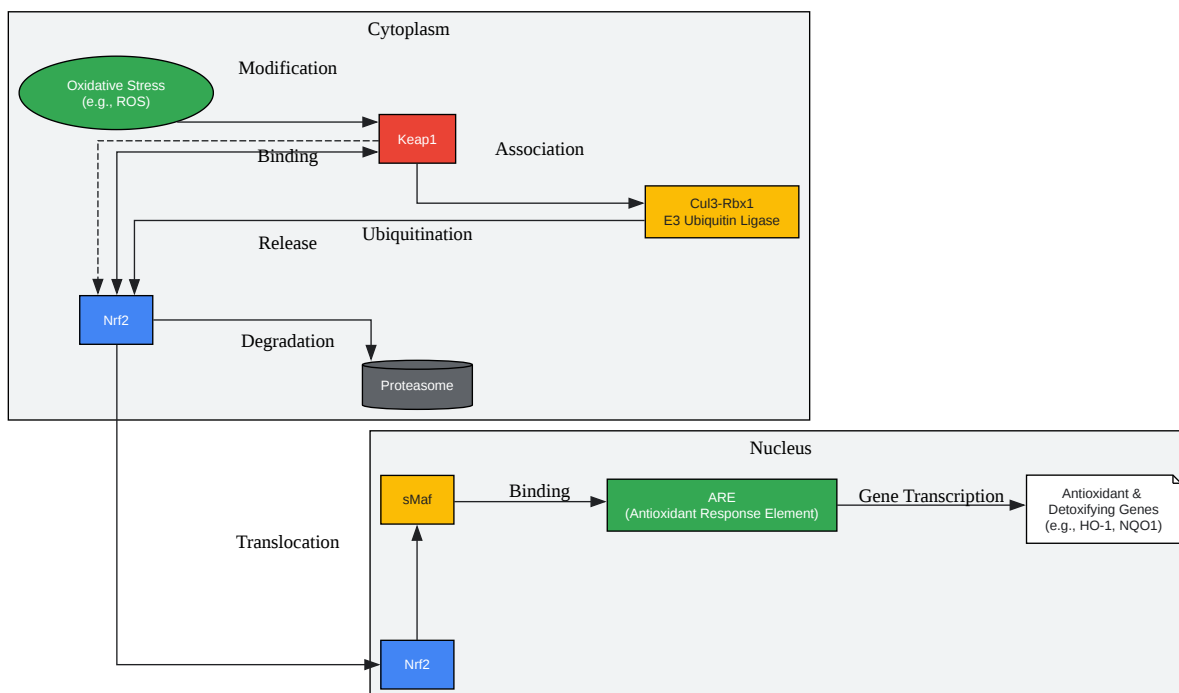 Cytoplasm
Modification
Oxidative Stress
(e.g., ROS)
Keap1
Binding
Association
Cul3-Rbx1
E3 Ubiquitin Ligase
Ubiquitination
Release
Nrf2
Degradation
Proteasome
Nucleus
sMaf
Binding
ARE
(Antioxidant Response Element)
Gene Transcription
Antioxidant &
Detoxifying Genes
(e.g., HO-1, NQO1)
Translocation
Nrf2